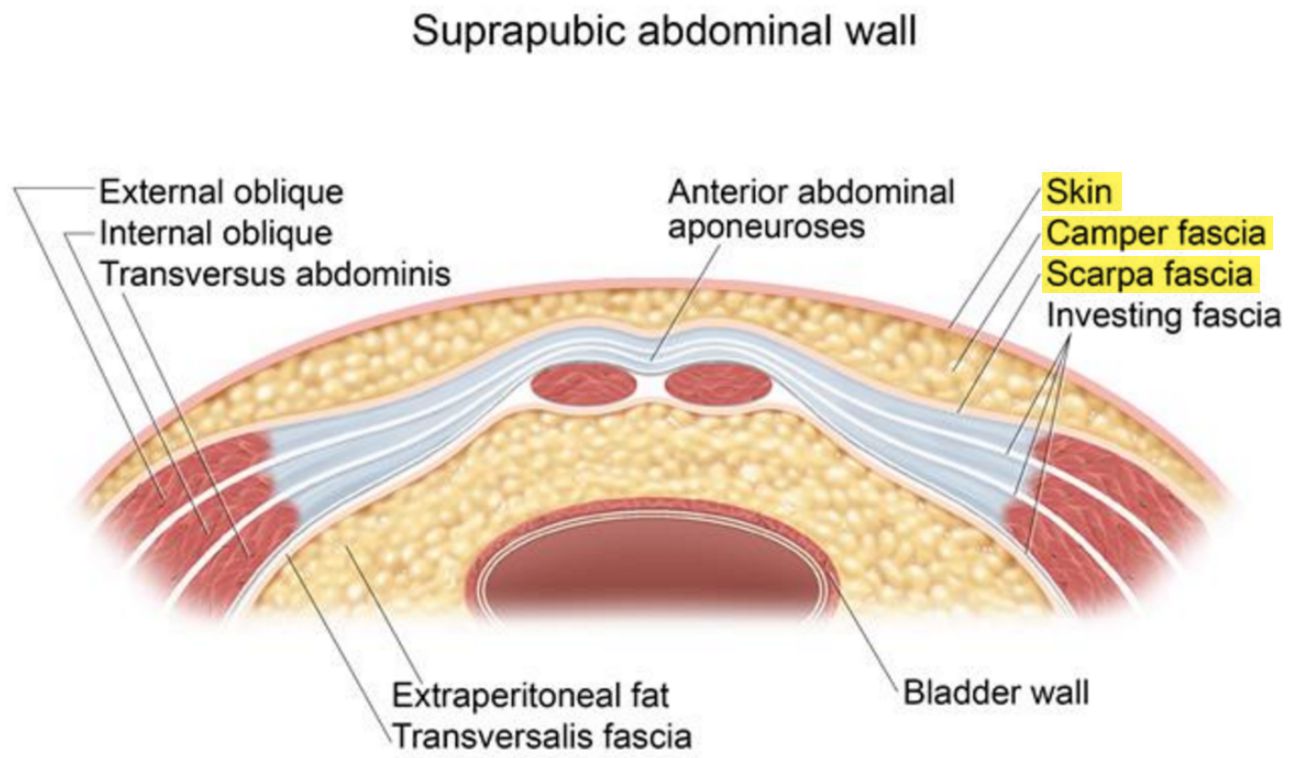 Suprapubic abdominal wall
External oblique
Internal oblique
Transversus abdominis
Anterior abdominal
aponeuroses
Skin
Camper fascia
Scarpa fascia
Investing fascia
Extraperitoneal fat
Transversalis fascia
Bladder wall